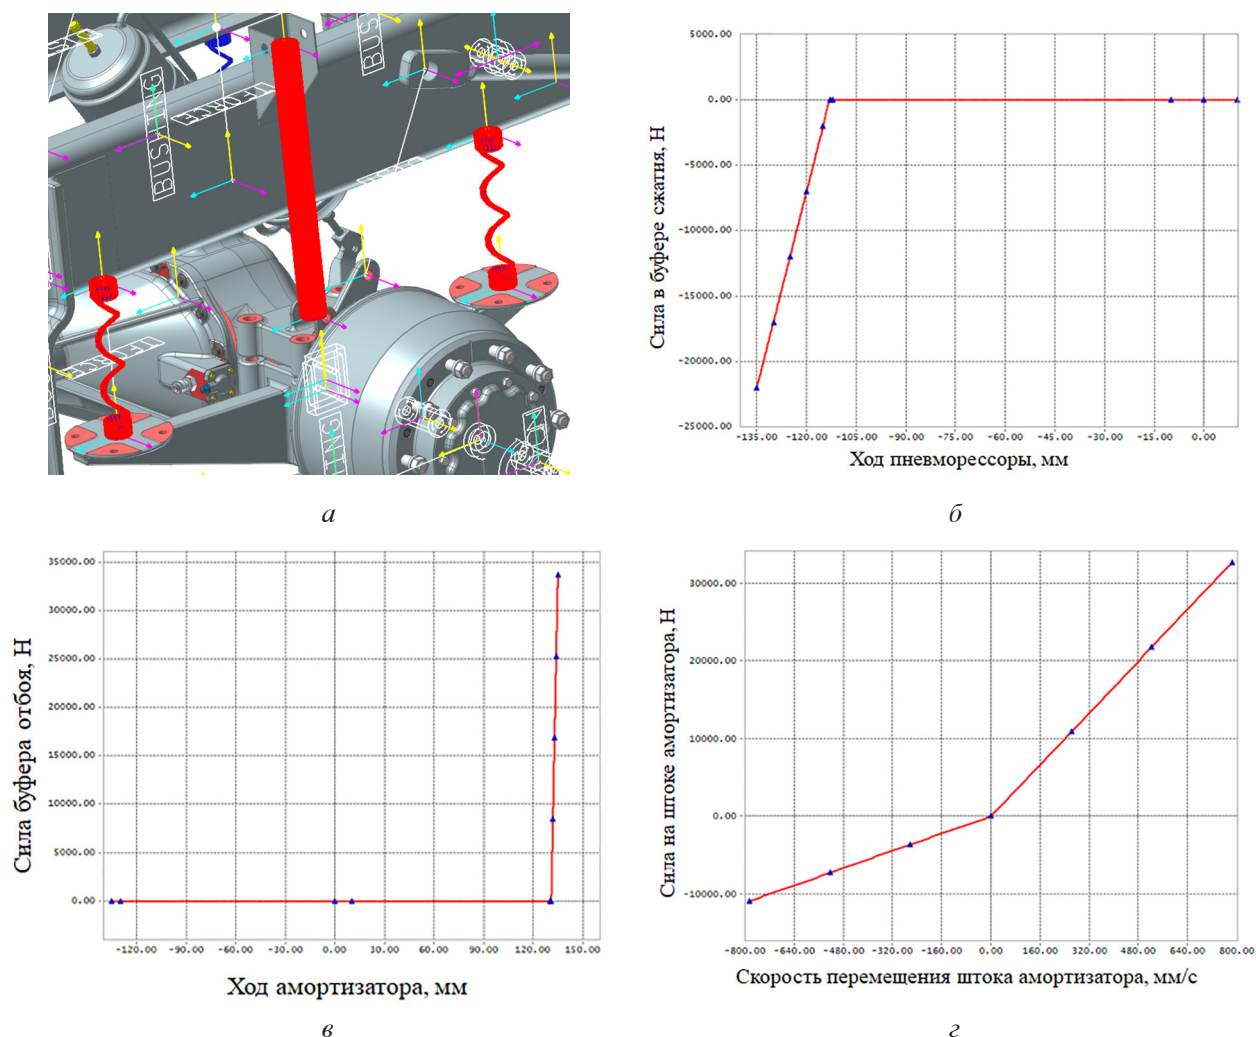 BUSHING
BUSHING
FORCE
FORCE
BUSHING
а
5000.00
0.00
-5000.00
-10000.00
-15000.00
-20000.00
-25000.00
Сила в буфере сжатия, Н
-135.00 -120.00 -105.00 -90.00 -75.00 -60.00 -45.00 -30.00 -15.00 0.00
Ход пневморессоры, мм
б
35000.00
30000.00
25000.00
20000.00
15000.00
10000.00
5000.00
0.00
Сила буфера отбоя, Н
-120.00 -90.00 -60.00 -30.00 0.00 30.00 60.00 90.00 120.00 150.00
Ход амортизатора, мм
в
30000.00
20000.00
10000.00
0.00
-10000.00
Сила на штоке амортизатора, Н
-800.00 -640.00 -480.00 -320.00 -160.00 0.00 160.00 320.00 480.00 640.00 800.00
Скорость перемещения штока амортизатора, мм/с
г